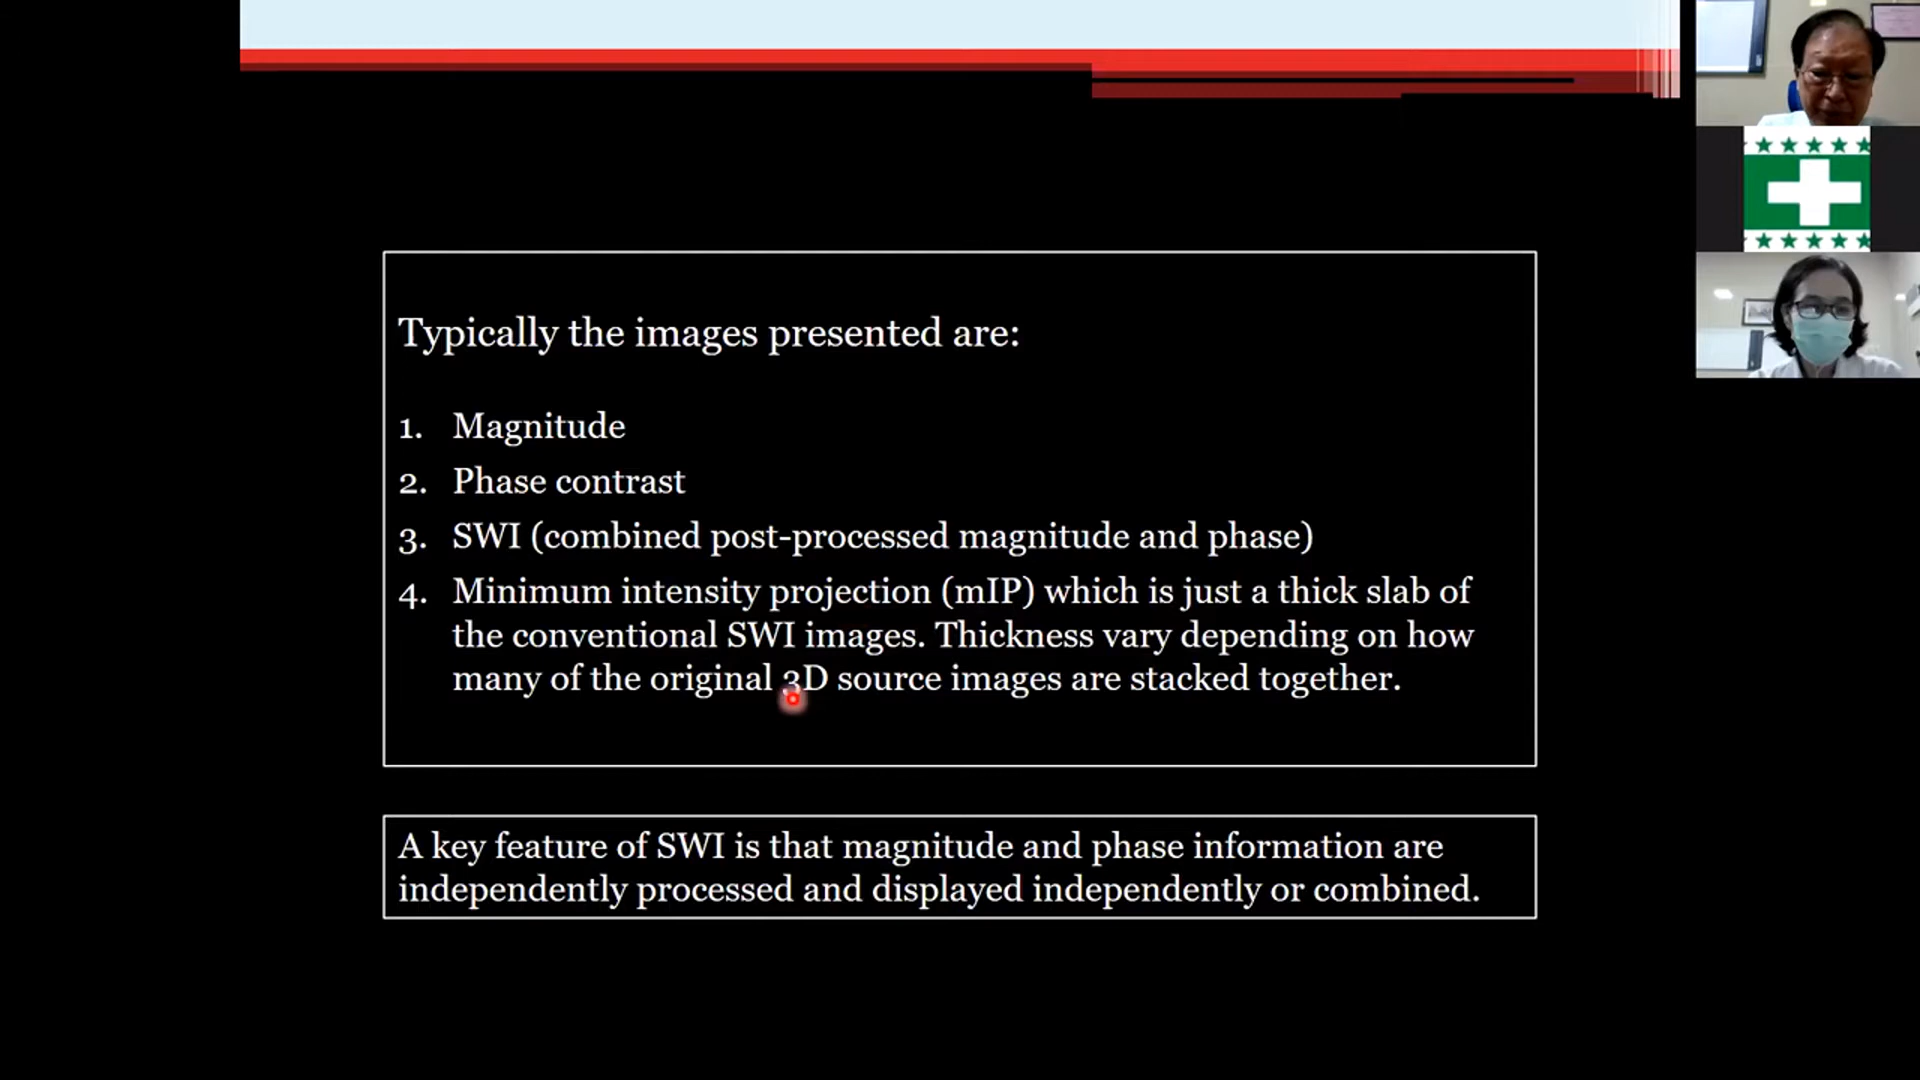 Typically the images presented are:
1. Magnitude
2. Phase contrast
3. SWI (combined post-processed magnitude and phase)
4. Minimum intensity projection (mIP) which is just a thick slab of
the conventional SWI images. Thickness vary depending on how
many of the original 3D source images are stacked together.
A key feature of SWI is that magnitude and phase information are
independently processed and displayed independently or combined.